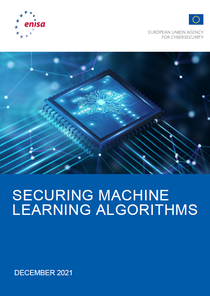 enisa
EUROPEAN UNION AGENCY
FOR CYBERSECURITY
SECURING MACHINE
LEARNING ALGORITHMS
DECEMBER 2021